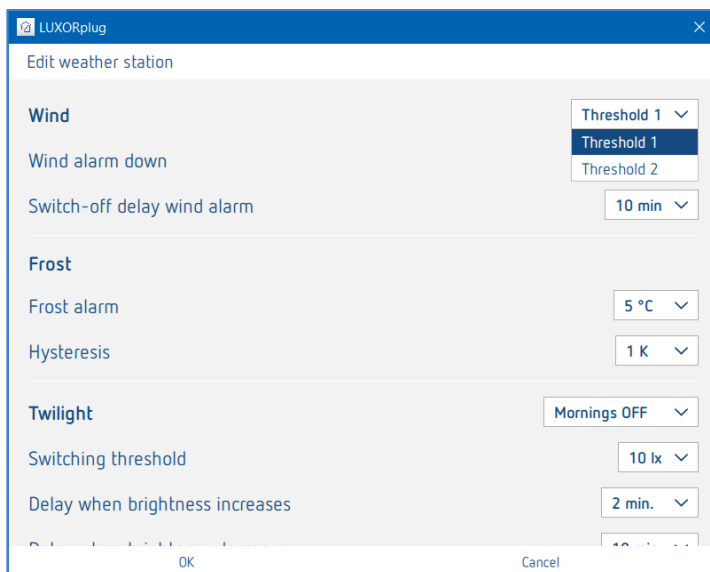 LUXORplug
Edit weather station
Wind Threshold 1
Threshold 1
Wind alarm down
Threshold 2
Switch-off delay wind alarm 10 min
Frost
Frost alarm 5 °C
Hysteresis 1 K
Twilight Mornings OFF
Switching threshold 10 lx
Delay when brightness increases 2 min.
OK Cancel